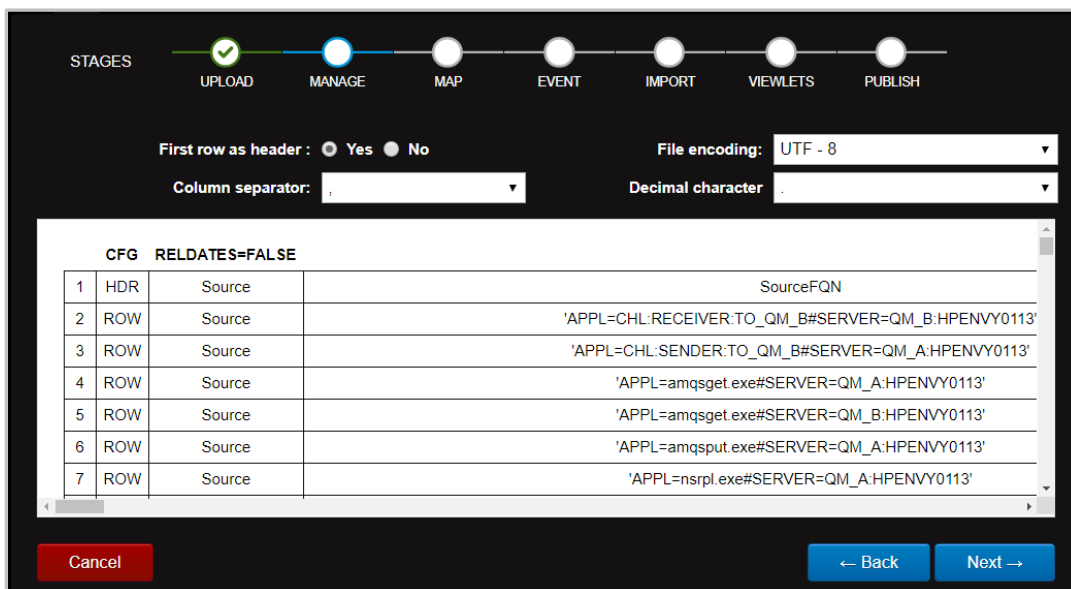 STAGES
UPLOAD MANAGE MAP EVENT IMPORT VIEWLETS PUBLISH
First row as header : Yes No File encoding: UTF - 8
Column separator: , Decimal character .
CFG RELDATES=FALSE
1 HDR Source SourceFQN
2 ROW Source 'APPL=CHL:RECEIVER:TO_QM_B#SERVER=QM_B:HPENVY0113'
3 ROW Source 'APPL=CHL:SENDER:TO_QM_B#SERVER=QM_A:HPENVY0113'
4 ROW Source 'APPL=amqsget.exe#SERVER=QM_A:HPENVY0113'
5 ROW Source 'APPL=amqsget.exe#SERVER=QM_B:HPENVY0113'
6 ROW Source 'APPL=amqsput.exe#SERVER=QM_A:HPENVY0113'
7 ROW Source 'APPL=nsrpl.exe#SERVER=QM_A:HPENVY0113'
Cancel ← Back Next →